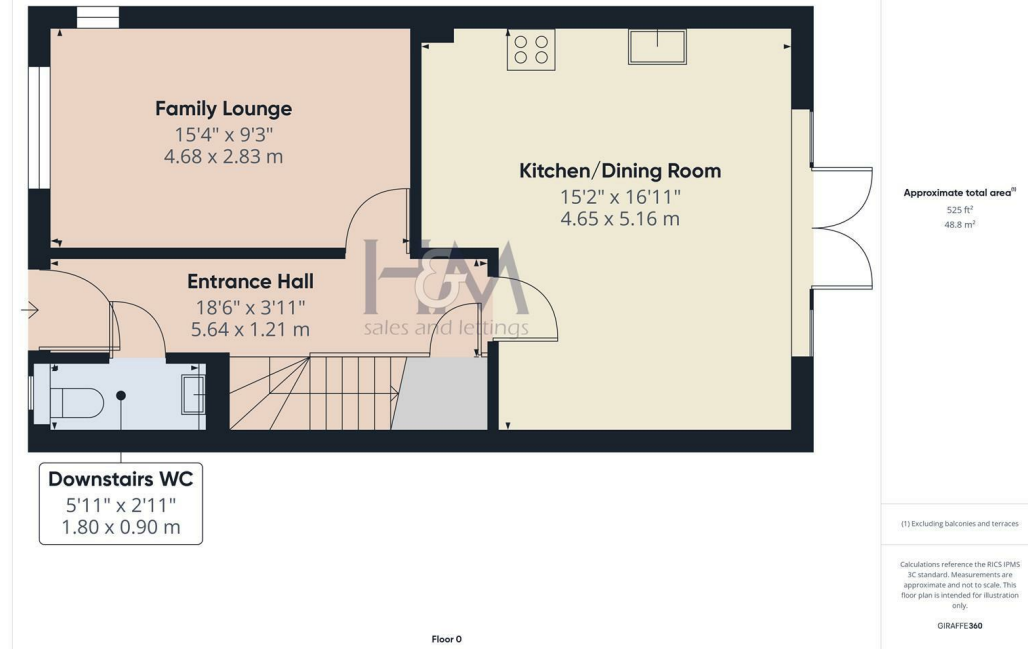 Family Lounge
15'4" x 9'3"
4.68 x 2.83 m
Kitchen/Dining Room
15'2" x 16'11"
4.65 x 5.16 m
Entrance Hall
18'6" x 3'11"
5.64 x 1.21 m
H&M
sales and lettings
Downstairs WC
5'11" x 2'11"
1.80 x 0.90 m
Floor 0
Approximate total area(1)
525 ft²
48.8 m²
(1) Excluding balconies and terraces
Calculations reference the RICS IPMS
3C standard. Measurements are
approximate and not to scale. This
floor plan is intended for illustration
only.
GIRAFFE360